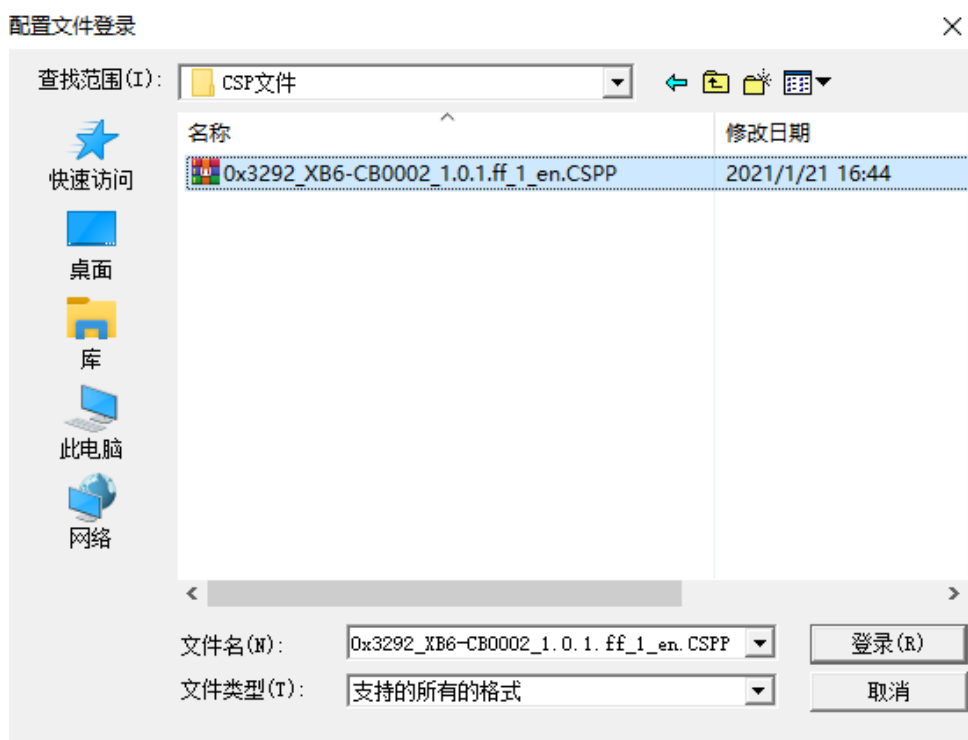 配置文件登录
查找范围(I):
CSP文件
名称
修改日期
0x3292_XB6-CB0002_1.0.1.ff_1_en.CSPP
2021/1/21 16:44
快速访问
桌面
库
此电脑
网络
文件名(N):
0x3292_XB6-CB0002_1.0.1.ff_1_en.CSPP
登录(R)
文件类型(T):
支持的所有的格式
取消